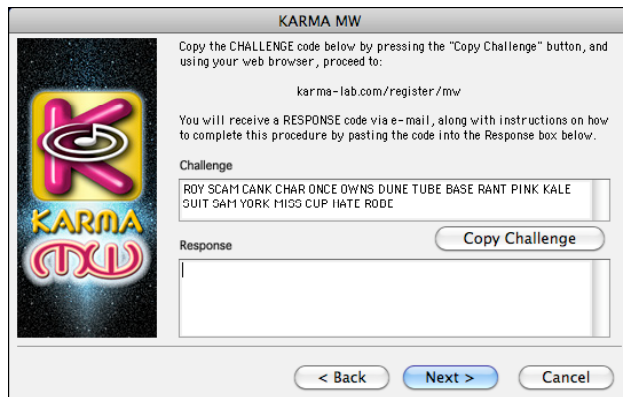 KARMA MW
Copy the CHALLENGE code below by pressing the "Copy Challenge" button, and
using your web browser, proceed to:
karma-lab.com/register/mw
You will receive a RESPONSE code via e-mail, along with instructions on how
to complete this procedure by pasting the code into the Response box below.
Challenge
ROY SCAM CANK CHAR ONCE OWNS DUNE TUBE BASE RANT PINK KALE
SUIT SAM YORK MISS CUP HATE RODE
Copy Challenge
Response
K
KARMA
MW
< Back
Next >
Cancel